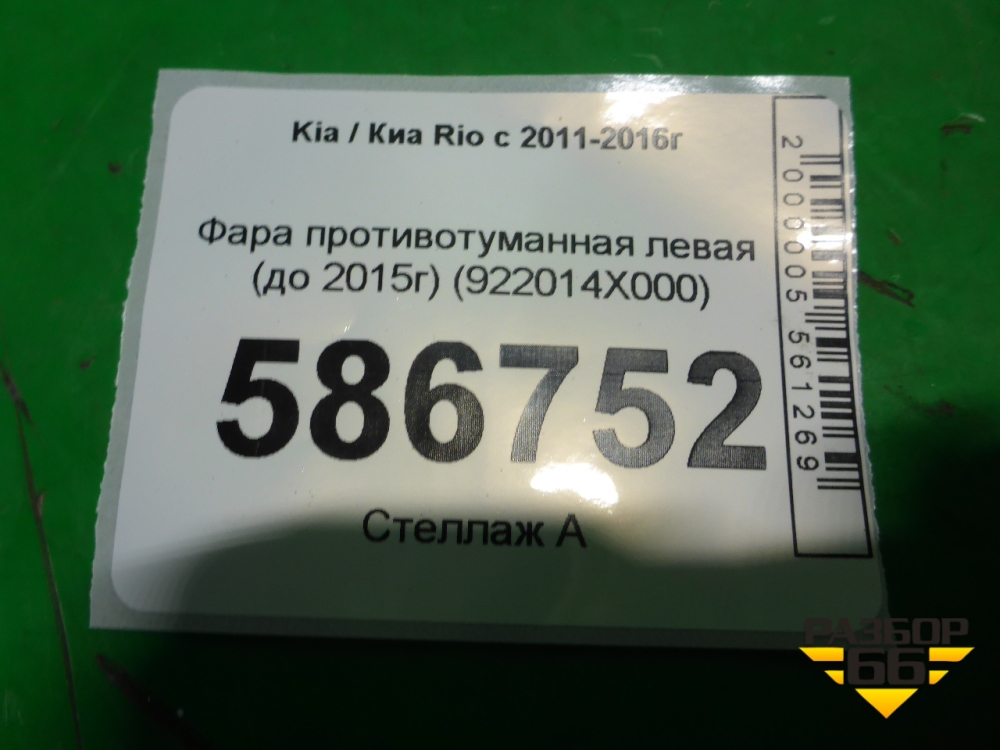 Kia / Киа Rio с 2011-2016г
Фара противотуманная левая
(до 2015г) (922014X000)
586752
Стеллаж А
2000005561269
РАЗБОР
66